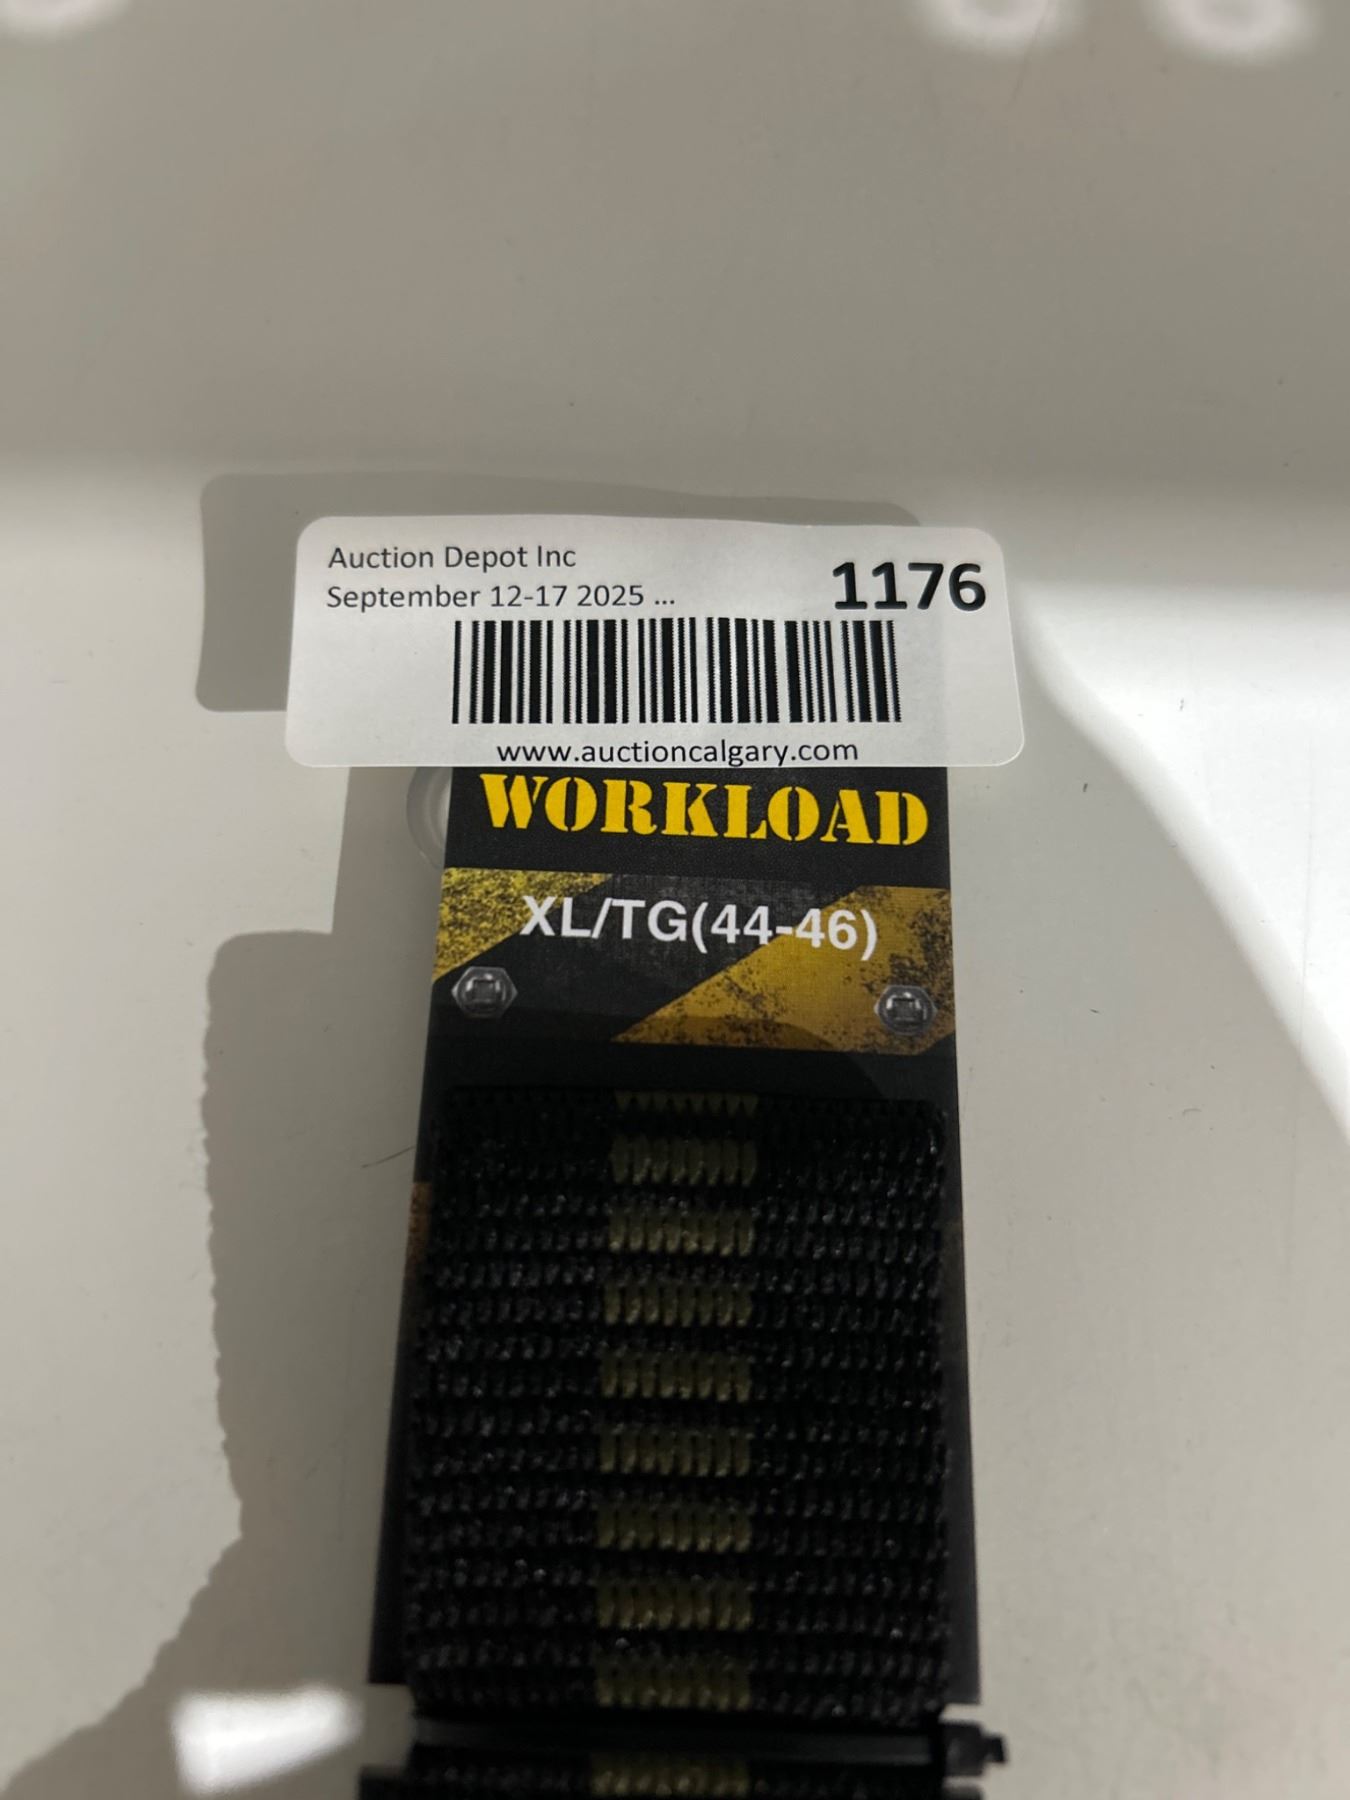 Auction Depot Inc
September 12-17 2025 ...
1176
www.auctioncalgary.com
WORKLOAD
XL/TG(44-46)